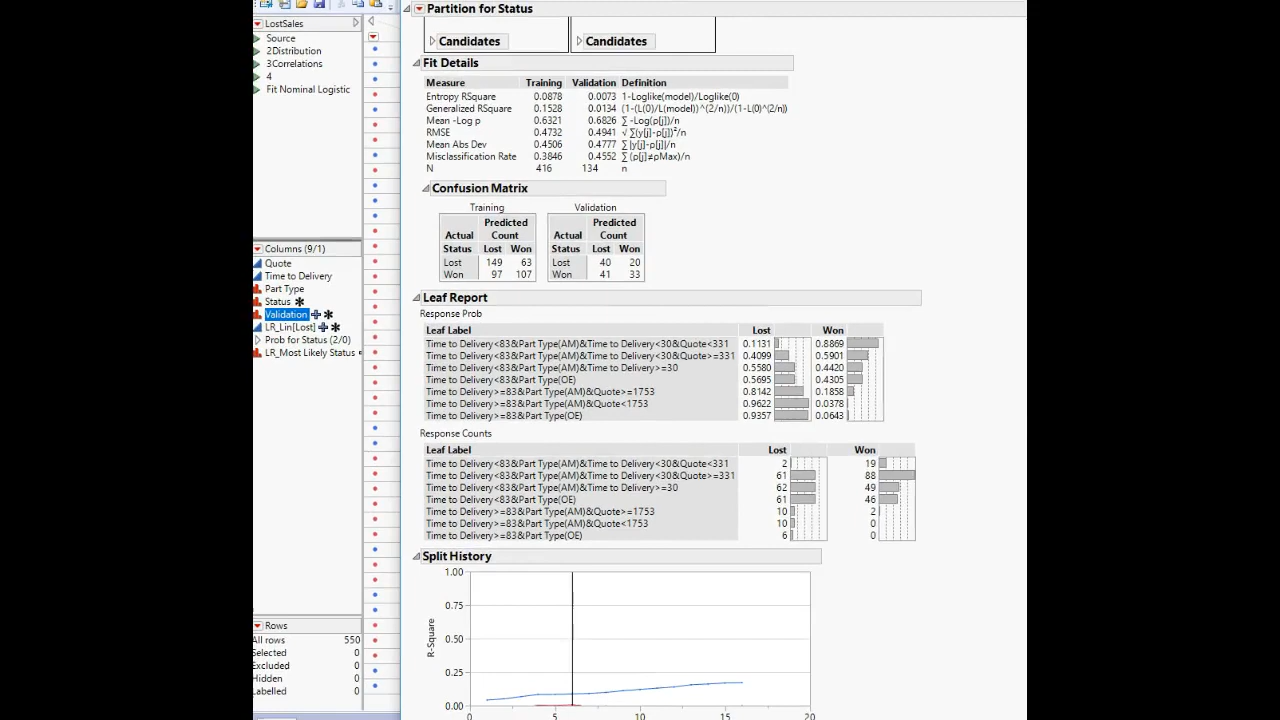 Partition for Status
LostSales
Source
2Distribution
3Correlations
4
Fit Nominal Logistic
Candidates Candidates
Fit Details
Measure Training Validation Definition
Entropy RSquare 0.0878 0.0073 1-Loglike(model)/Loglike(0)
Generalized RSquare 0.1528 0.0134 (1-(L(0)/L(model))^(2/n))/(1-L(0)^(2/n))
Mean -Log p 0.6321 0.6826 ∑ -Log(ρ[j])/n
RMSE 0.4732 0.4941 √ ∑(y[j]-ρ[j])²/n
Mean Abs Dev 0.4506 0.4777 ∑ |y[j]-ρ[j]|/n
Misclassification Rate 0.3846 0.4552 ∑ (ρ[j]≠ρMax)/n
N 416 134 n
Confusion Matrix
Training Validation
Predicted Predicted
Actual Count Actual Count
Status Lost Won Status Lost Won
Lost 149 63 Lost 40 20
Won 97 107 Won 41 33
Columns (9/1)
Quote
Time to Delivery
Part Type
Status
Validation
LR_Lin[Lost]
Prob for Status (2/0)
LR_Most Likely Status
Leaf Report
Response Prob
Leaf Label Lost Won
Time to Delivery<83&Part Type(AM)&Time to Delivery<30&Quote<331 0.1131 0.8869
Time to Delivery<83&Part Type(AM)&Time to Delivery<30&Quote>=331 0.4099 0.5901
Time to Delivery<83&Part Type(AM)&Time to Delivery>=30 0.5580 0.4420
Time to Delivery<83&Part Type(OE) 0.5695 0.4305
Time to Delivery>=83&Part Type(AM)&Quote>=1753 0.8142 0.1858
Time to Delivery>=83&Part Type(AM)&Quote<1753 0.9622 0.0378
Time to Delivery>=83&Part Type(OE) 0.9357 0.0643
Response Counts
Leaf Label Lost Won
Time to Delivery<83&Part Type(AM)&Time to Delivery<30&Quote<331 2 19
Time to Delivery<83&Part Type(AM)&Time to Delivery<30&Quote>=331 61 88
Time to Delivery<83&Part Type(AM)&Time to Delivery>=30 62 49
Time to Delivery<83&Part Type(OE) 61 46
Time to Delivery>=83&Part Type(AM)&Quote>=1753 10 2
Time to Delivery>=83&Part Type(AM)&Quote<1753 10 0
Time to Delivery>=83&Part Type(OE) 6 0
Split History
1.00
0.75
0.50
0.25
0.00
R-Square
0 5 10 15 20
Rows
All rows 550
Selected 0
Excluded 0
Hidden 0
Labelled 0